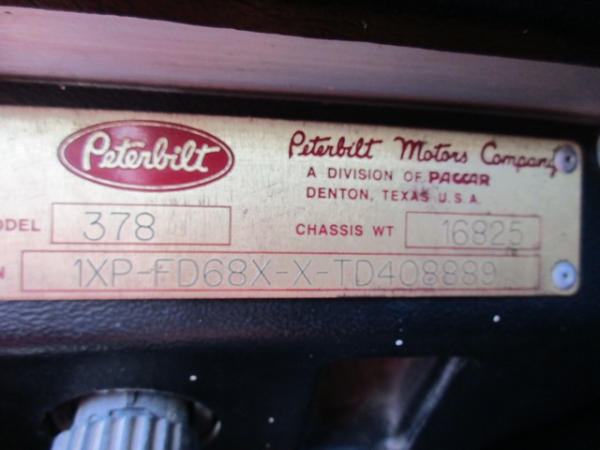 Peterbilt
Peterbilt Motors Company
A DIVISION OF PACCAR
DENTON, TEXAS U.S.A.
ODEL 378
CHASSIS WT 16825
N 1XP-FD68X-X-TD408889